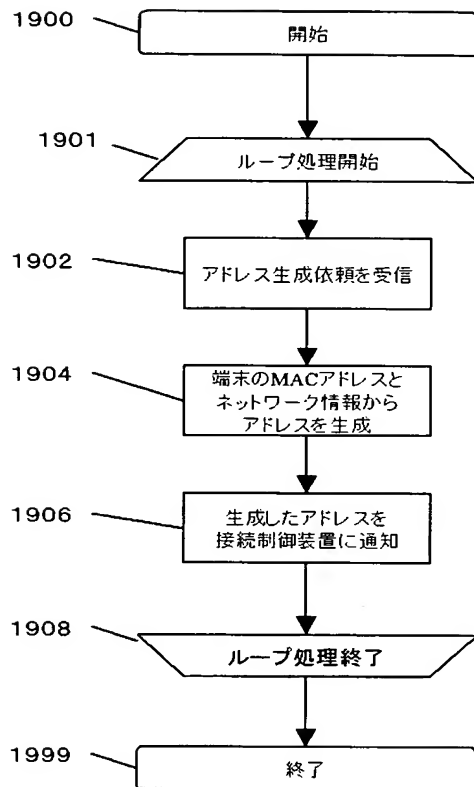 1900
開始
1901
ループ処理開始
1902
アドレス生成依頼を受信
1904
端末のMACアドレスと
ネットワーク情報から
アドレスを生成
1906
生成したアドレスを
接続制御装置に通知
1908
ループ処理終了
1999
終了